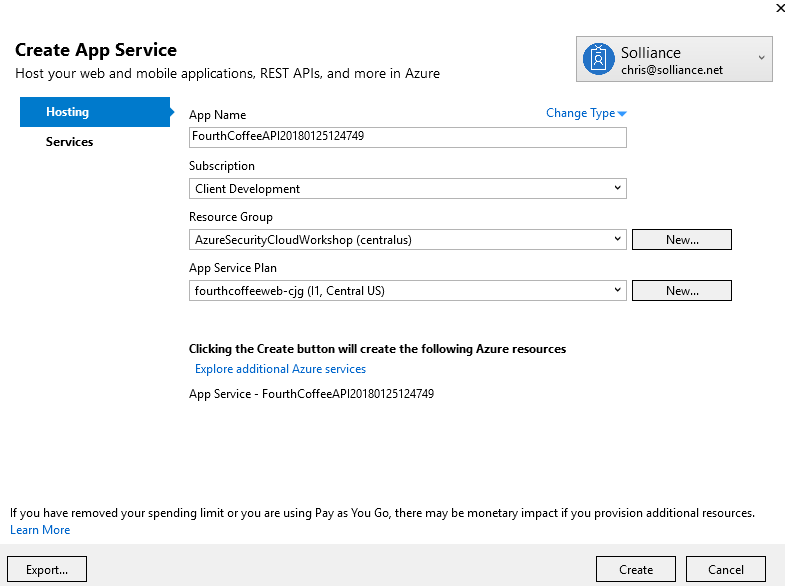 Create App Service
Host your web and mobile applications, REST APIs, and more in Azure
Solliance
chris@solliance.net
Hosting
Services
App Name
Change Type
FourthCoffeeAPI20180125124749
Subscription
Client Development
Resource Group
AzureSecurityCloudWorkshop (centralus)
New...
App Service Plan
fourthcoffeeweb-cjg (I1, Central US)
New...
Clicking the Create button will create the following Azure resources
Explore additional Azure services
App Service - FourthCoffeeAPI20180125124749
If you have removed your spending limit or you are using Pay as You Go, there may be monetary impact if you provision additional resources.
Learn More
Export...
Create
Cancel